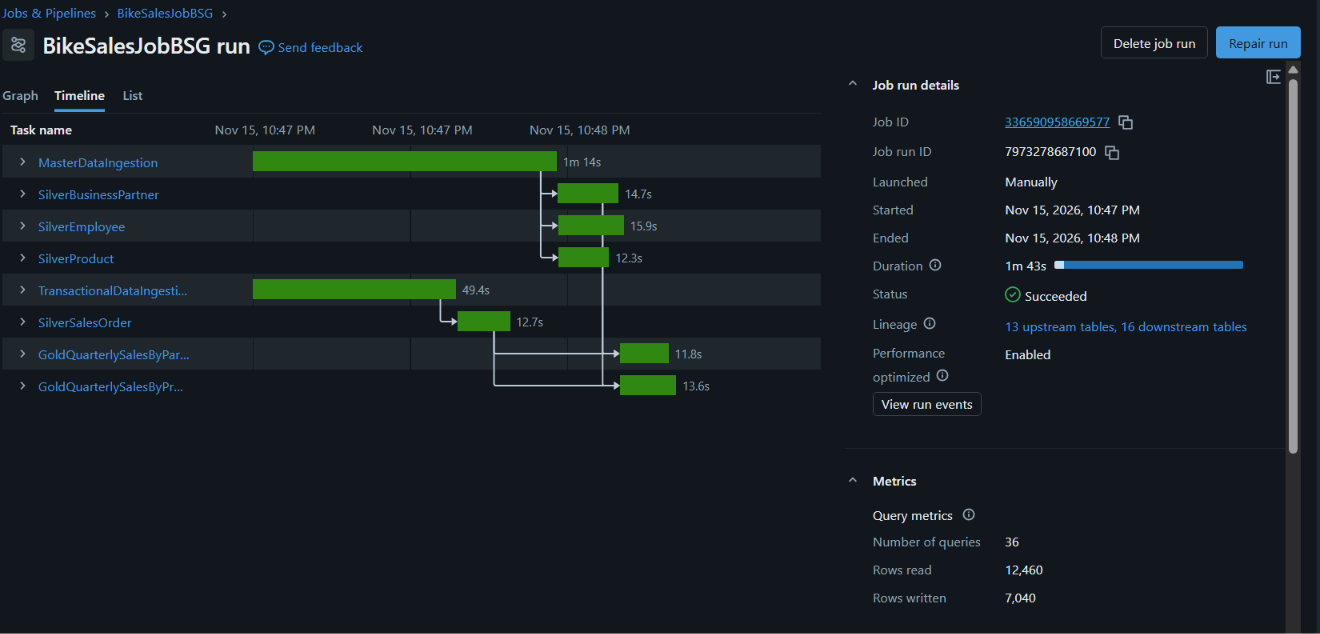 Jobs & Pipelines › BikeSalesJobBSG ›
BikeSalesJobBSG run Send feedback
Delete job run Repair run
Graph Timeline List
Task name Nov 15, 10:47 PM Nov 15, 10:47 PM Nov 15, 10:48 PM
MasterDataIngestion 1m 14s
SilverBusinessPartner 14.7s
SilverEmployee 15.9s
SilverProduct 12.3s
TransactionalDataIngesti... 49.4s
SilverSalesOrder 12.7s
GoldQuarterlySalesByPar... 11.8s
GoldQuarterlySalesByPr... 13.6s
Job run details
Job ID 336590958669577
Job run ID 7973278687100
Launched Manually
Started Nov 15, 2026, 10:47 PM
Ended Nov 15, 2026, 10:48 PM
Duration 1m 43s
Status Succeeded
Lineage 13 upstream tables, 16 downstream tables
Performance Enabled
optimized
View run events
Metrics
Query metrics
Number of queries 36
Rows read 12,460
Rows written 7,040